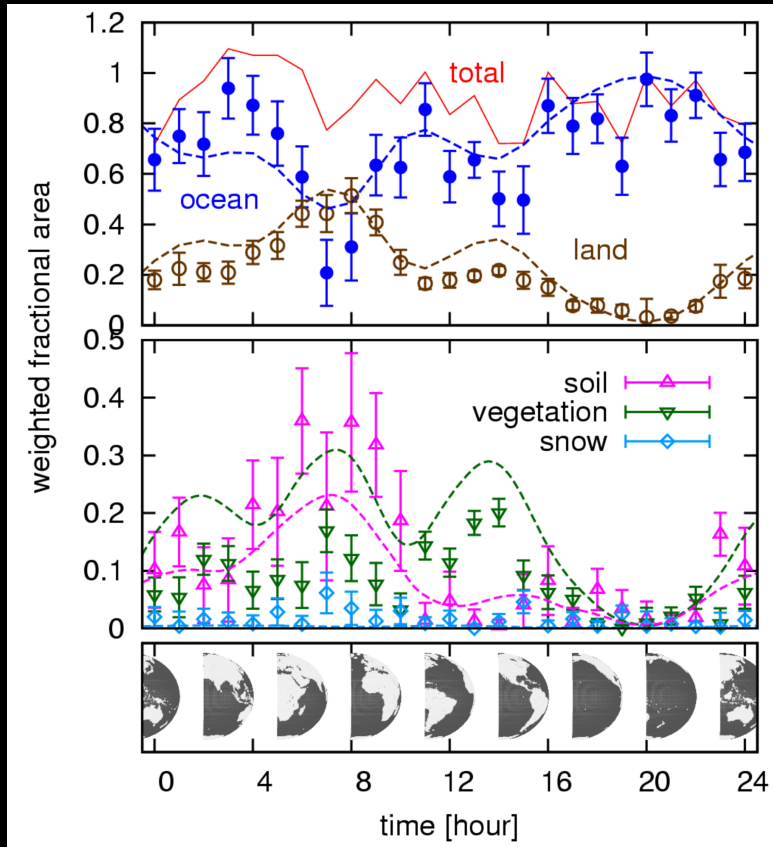 1.2
1
0.8
0.6
0.4
0.2
0
total
ocean
land
weighted fractional area
0.5
0.4
0.3
0.2
0.1
0
soil
vegetation
snow
0 4 8 12 16 20 24
time [hour]